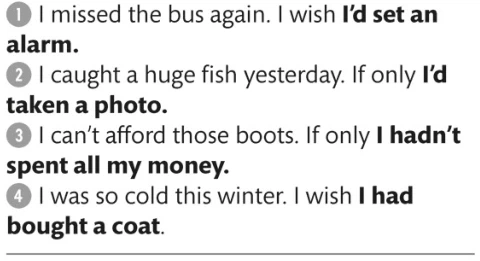 1 I missed the bus again. I wish I'd set an
alarm.
2 I caught a huge fish yesterday. If only I'd
taken a photo.
3 I can't afford those boots. If only I hadn't
spent all my money.
4 I was so cold this winter. I wish I had
bought a coat.